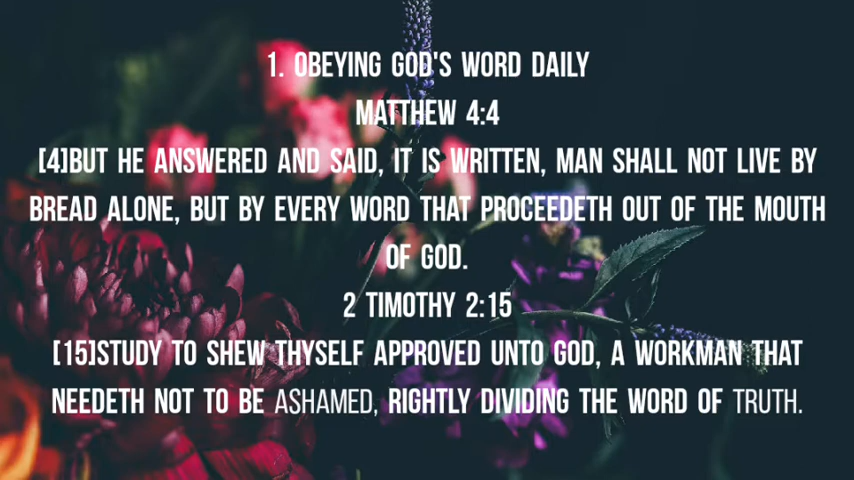 1. OBEYING GOD'S WORD DAILY
MATTHEW 4:4
[4]BUT HE ANSWERED AND SAID, IT IS WRITTEN, MAN SHALL NOT LIVE BY
BREAD ALONE, BUT BY EVERY WORD THAT PROCEEDETH OUT OF THE MOUTH
OF GOD.
2 TIMOTHY 2:15
[15]STUDY TO SHEW THYSELF APPROVED UNTO GOD, A WORKMAN THAT
NEEDETH NOT TO BE ASHAMED, RIGHTLY DIVIDING THE WORD OF TRUTH.